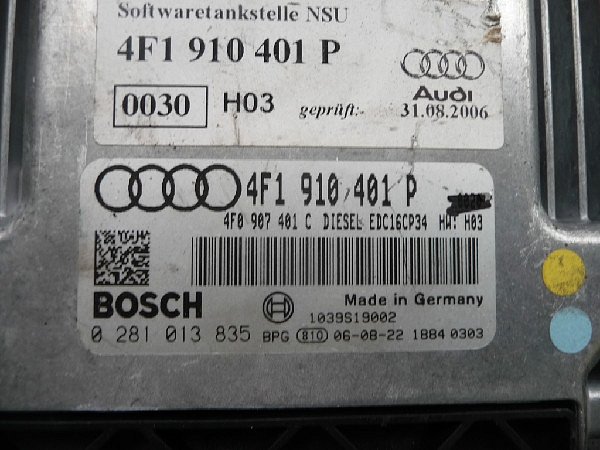 Softwaretankstelle NSU
4F1 910 401 P
0030 H03
Audi
geprüft: 31.08.2006
4F1 910 401 P
4F0 907 401 C DIESEL EDC16CP34 HW: H03
BOSCH
Made in Germany
1039S19002
0 281 013 835 BPG 810 06-08-22 1884 0303